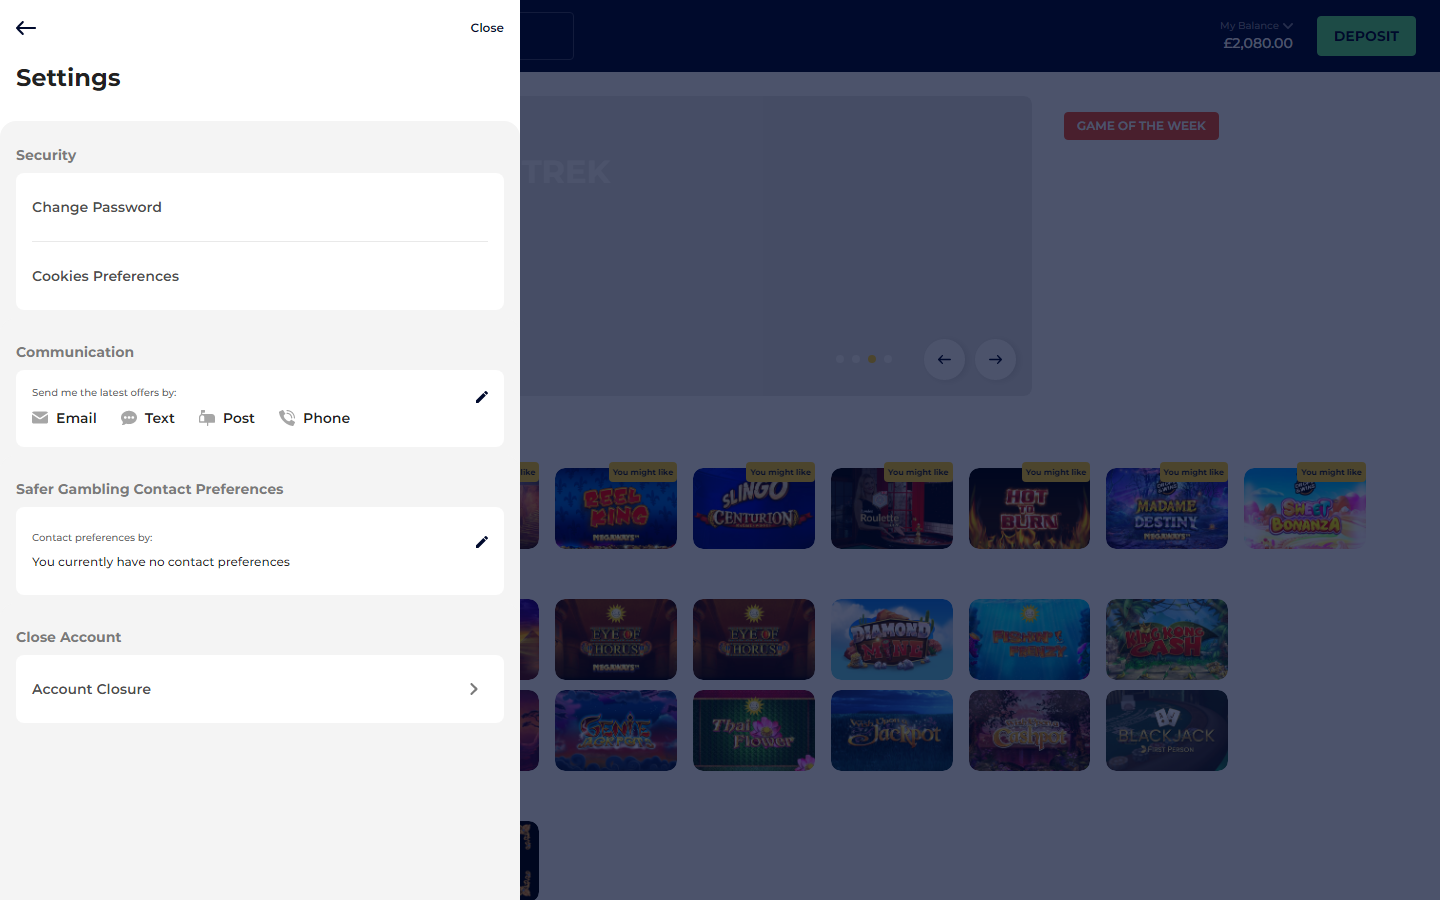 Close
Settings
Security
Change Password
Cookies Preferences
Communication
Send me the latest offers by:
Email
Text
Post
Phone
Safer Gambling Contact Preferences
Contact preferences by:
You currently have no contact preferences
Close Account
Account Closure
My Balance
£2,080.00
DEPOSIT
TREK
GAME OF THE WEEK
like
You might like
You might like
You might like
You might like
You might like
You might like
REEL
KING
MEGAWAYS
SLINGO
CENTURION
Roulette
HOT
TO
BURN
MADAME
DESTINY
MEGAWAYS
SWEET
BONANZA
EYE OF
HORUS
MEGAWAYS
EYE OF
HORUS
DIAMOND
MINE
FISHIN'
FRENZY
RING KONG
CASH
GENIE
JACKPOTS
Thai
Flower
Jackpot
BLACKJACK
FIRST PERSON